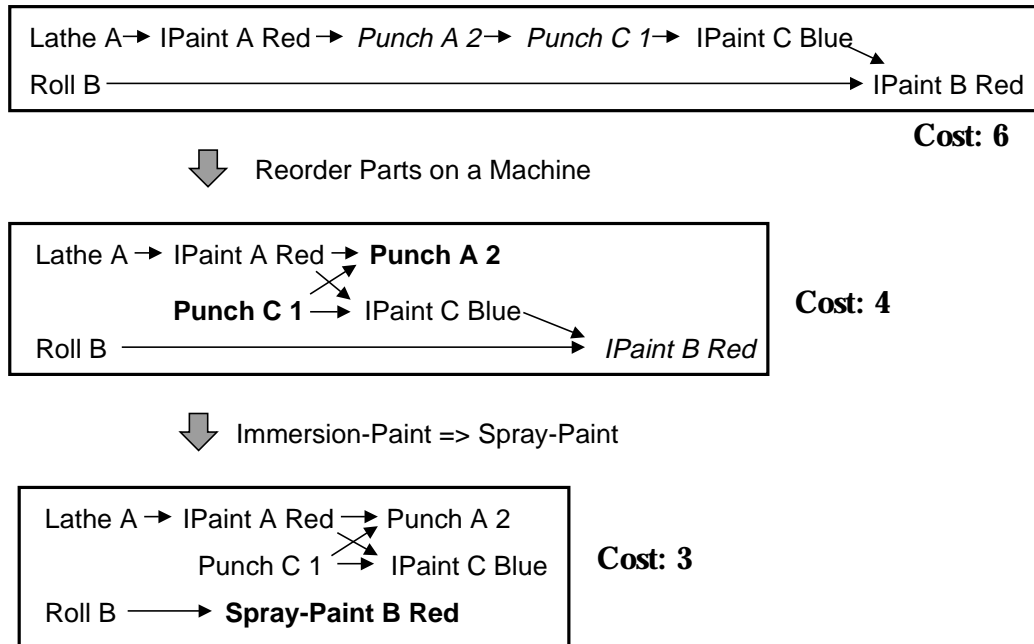 Lathe A IPaint A Red Punch A 2 Punch C 1 IPaint C Blue
Roll B IPaint B Red
Cost: 6
Reorder Parts on a Machine
Lathe A IPaint A Red Punch A 2
Punch C 1 IPaint C Blue
Cost: 4
Roll B IPaint B Red
Immersion-Paint => Spray-Paint
Lathe A IPaint A Red Punch A 2
Punch C 1 IPaint C Blue
Cost: 3
Roll B Spray-Paint B Red